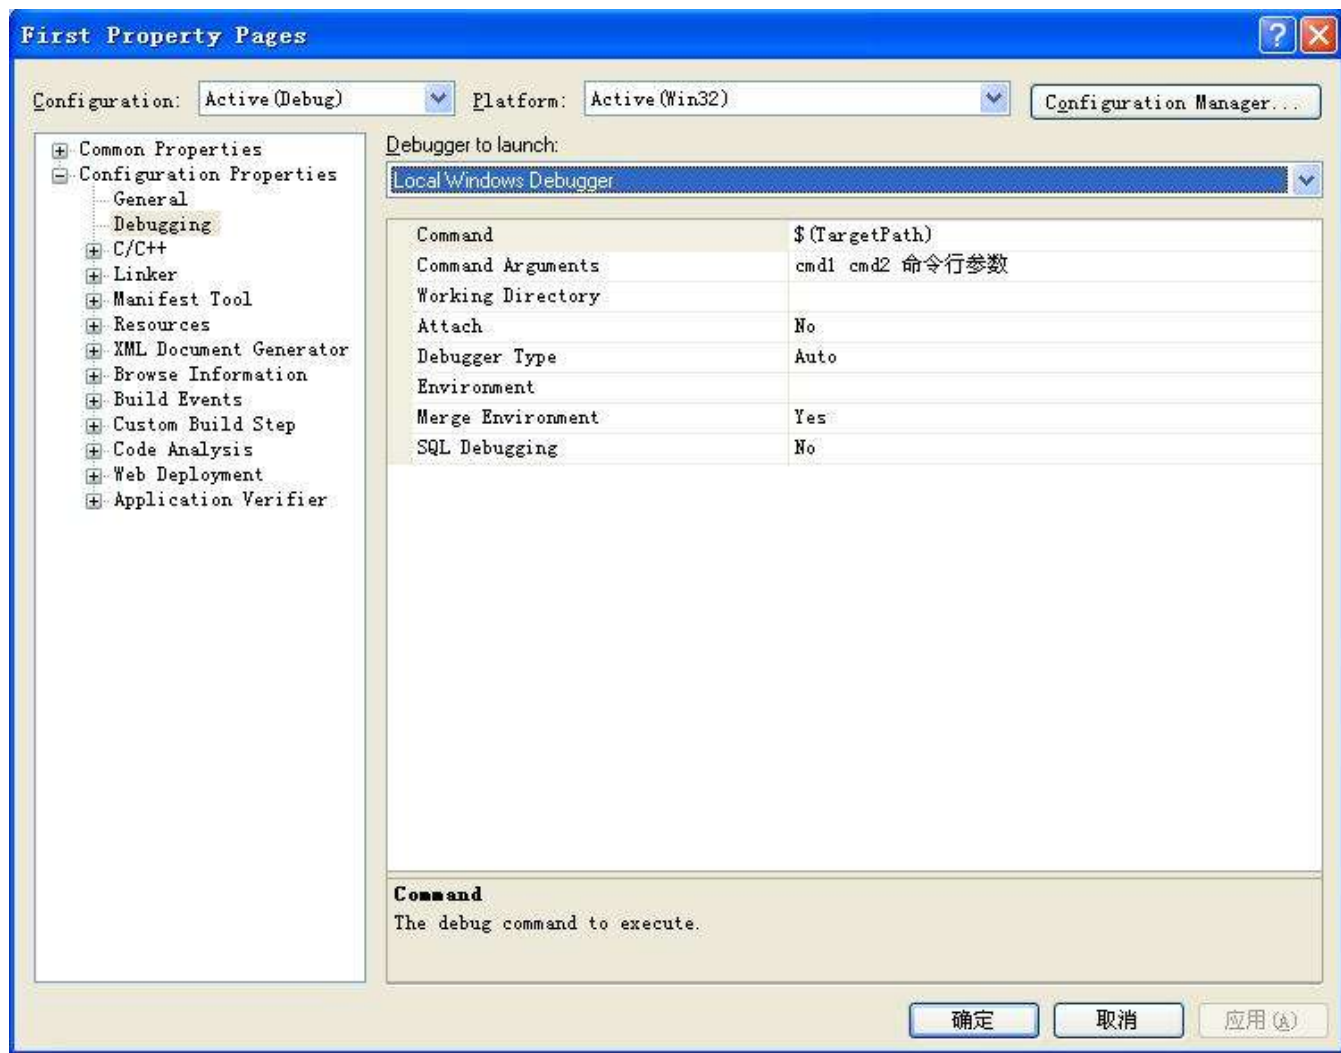 First Property Pages
Configuration: Active(Debug) Platform: Active(Win32) Configuration Manager...
Common Properties
Configuration Properties
General
Debugging
C/C++
Linker
Manifest Tool
Resources
XML Document Generator
Browse Information
Build Events
Custom Build Step
Code Analysis
Web Deployment
Application Verifier
Debugger to launch:
Local Windows Debugger
Command $(TargetPath)
Command Arguments cmd1 cmd2 命令行参数
Working Directory
Attach No
Debugger Type Auto
Environment
Merge Environment Yes
SQL Debugging No
Command
The debug command to execute.
确定 取消 应用(A)